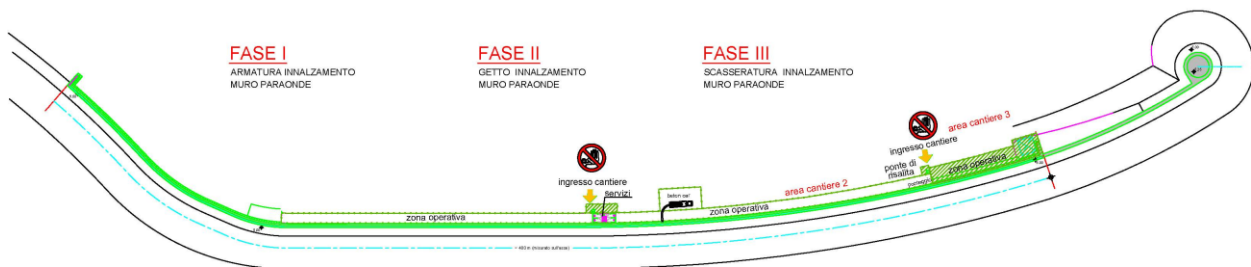 FASE I
ARMATURA INNALZAMENTO
MURO PARAONDE
FASE II
GETTO INNALZAMENTO
MURO PARAONDE
FASE III
SCASSERATURA INNALZAMENTO
MURO PARAONDE
area cantiere 3
ingresso cantiere
ponte di
risalita
zona operativa
ingresso cantiere
servizi
area cantiere 2
zona operativa
zona operativa